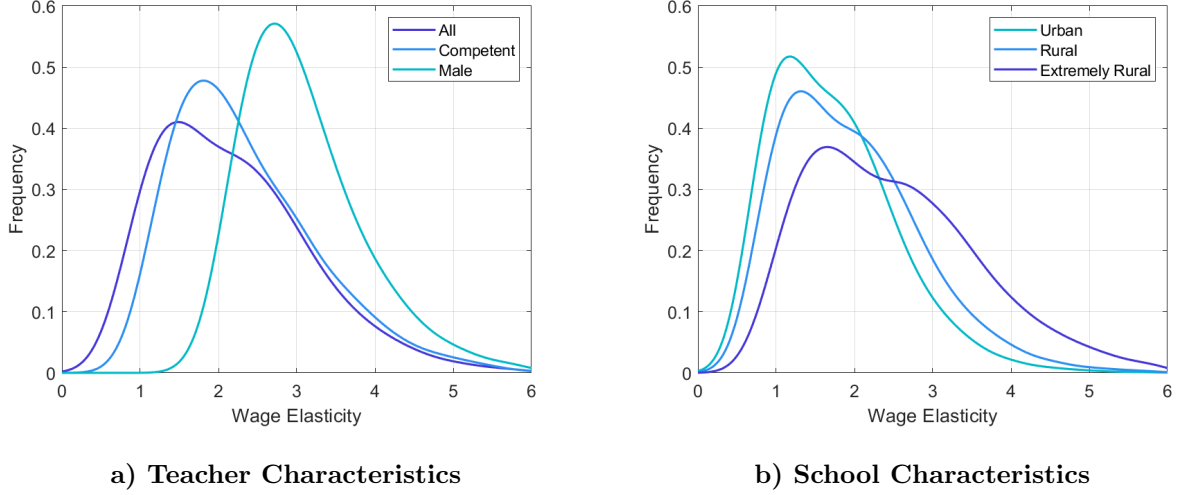 0.6
0.5
0.4
0.3
0.2
0.1
0
Frequency
All
Competent
Male
0 1 2 3 4 5 6
Wage Elasticity
a) Teacher Characteristics
0.6
0.5
0.4
0.3
0.2
0.1
0
Frequency
Urban
Rural
Extremely Rural
0 1 2 3 4 5 6
Wage Elasticity
b) School Characteristics